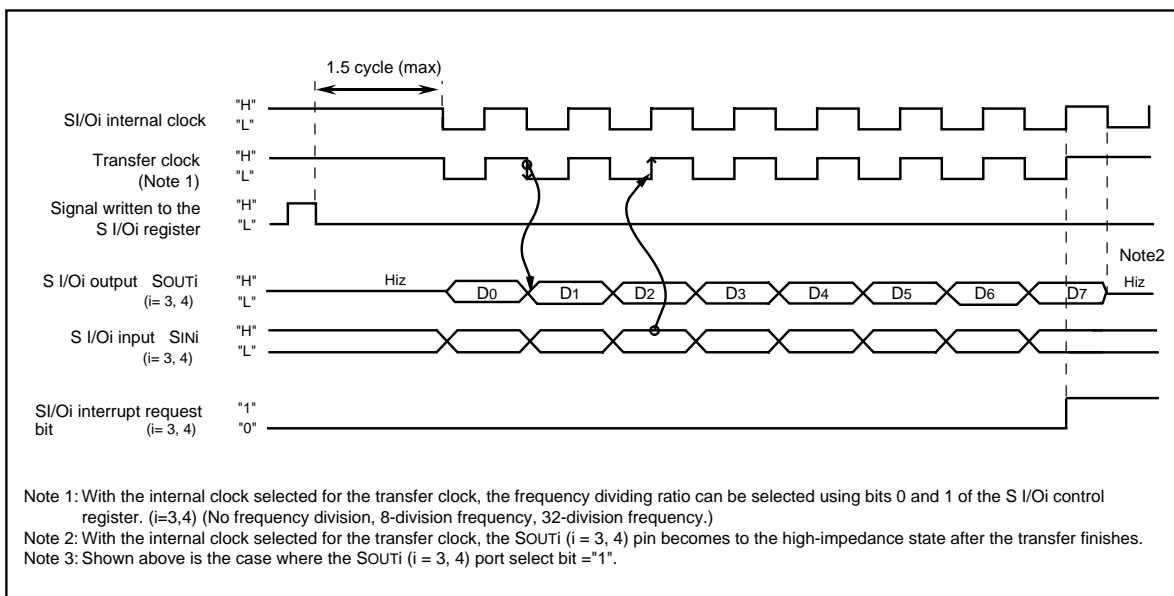 1.5 cycle (max)
SI/Oi internal clock
"H"
"L"
Transfer clock
(Note 1)
"H"
"L"
Signal written to the
S I/Oi register
"H"
"L"
Note2
S I/Oi output SOUTi
(i= 3, 4)
"H"
"L"
Hiz
D0
D1
D2
D3
D4
D5
D6
D7
Hiz
S I/Oi input SINi
(i= 3, 4)
"H"
"L"
SI/Oi interrupt request
bit (i= 3, 4)
"1"
"0"
Note 1: With the internal clock selected for the transfer clock, the frequency dividing ratio can be selected using bits 0 and 1 of the S I/Oi control
register. (i=3,4) (No frequency division, 8-division frequency, 32-division frequency.)
Note 2: With the internal clock selected for the transfer clock, the SOUTi (i = 3, 4) pin becomes to the high-impedance state after the transfer finishes.
Note 3: Shown above is the case where the SOUTi (i = 3, 4) port select bit ="1".